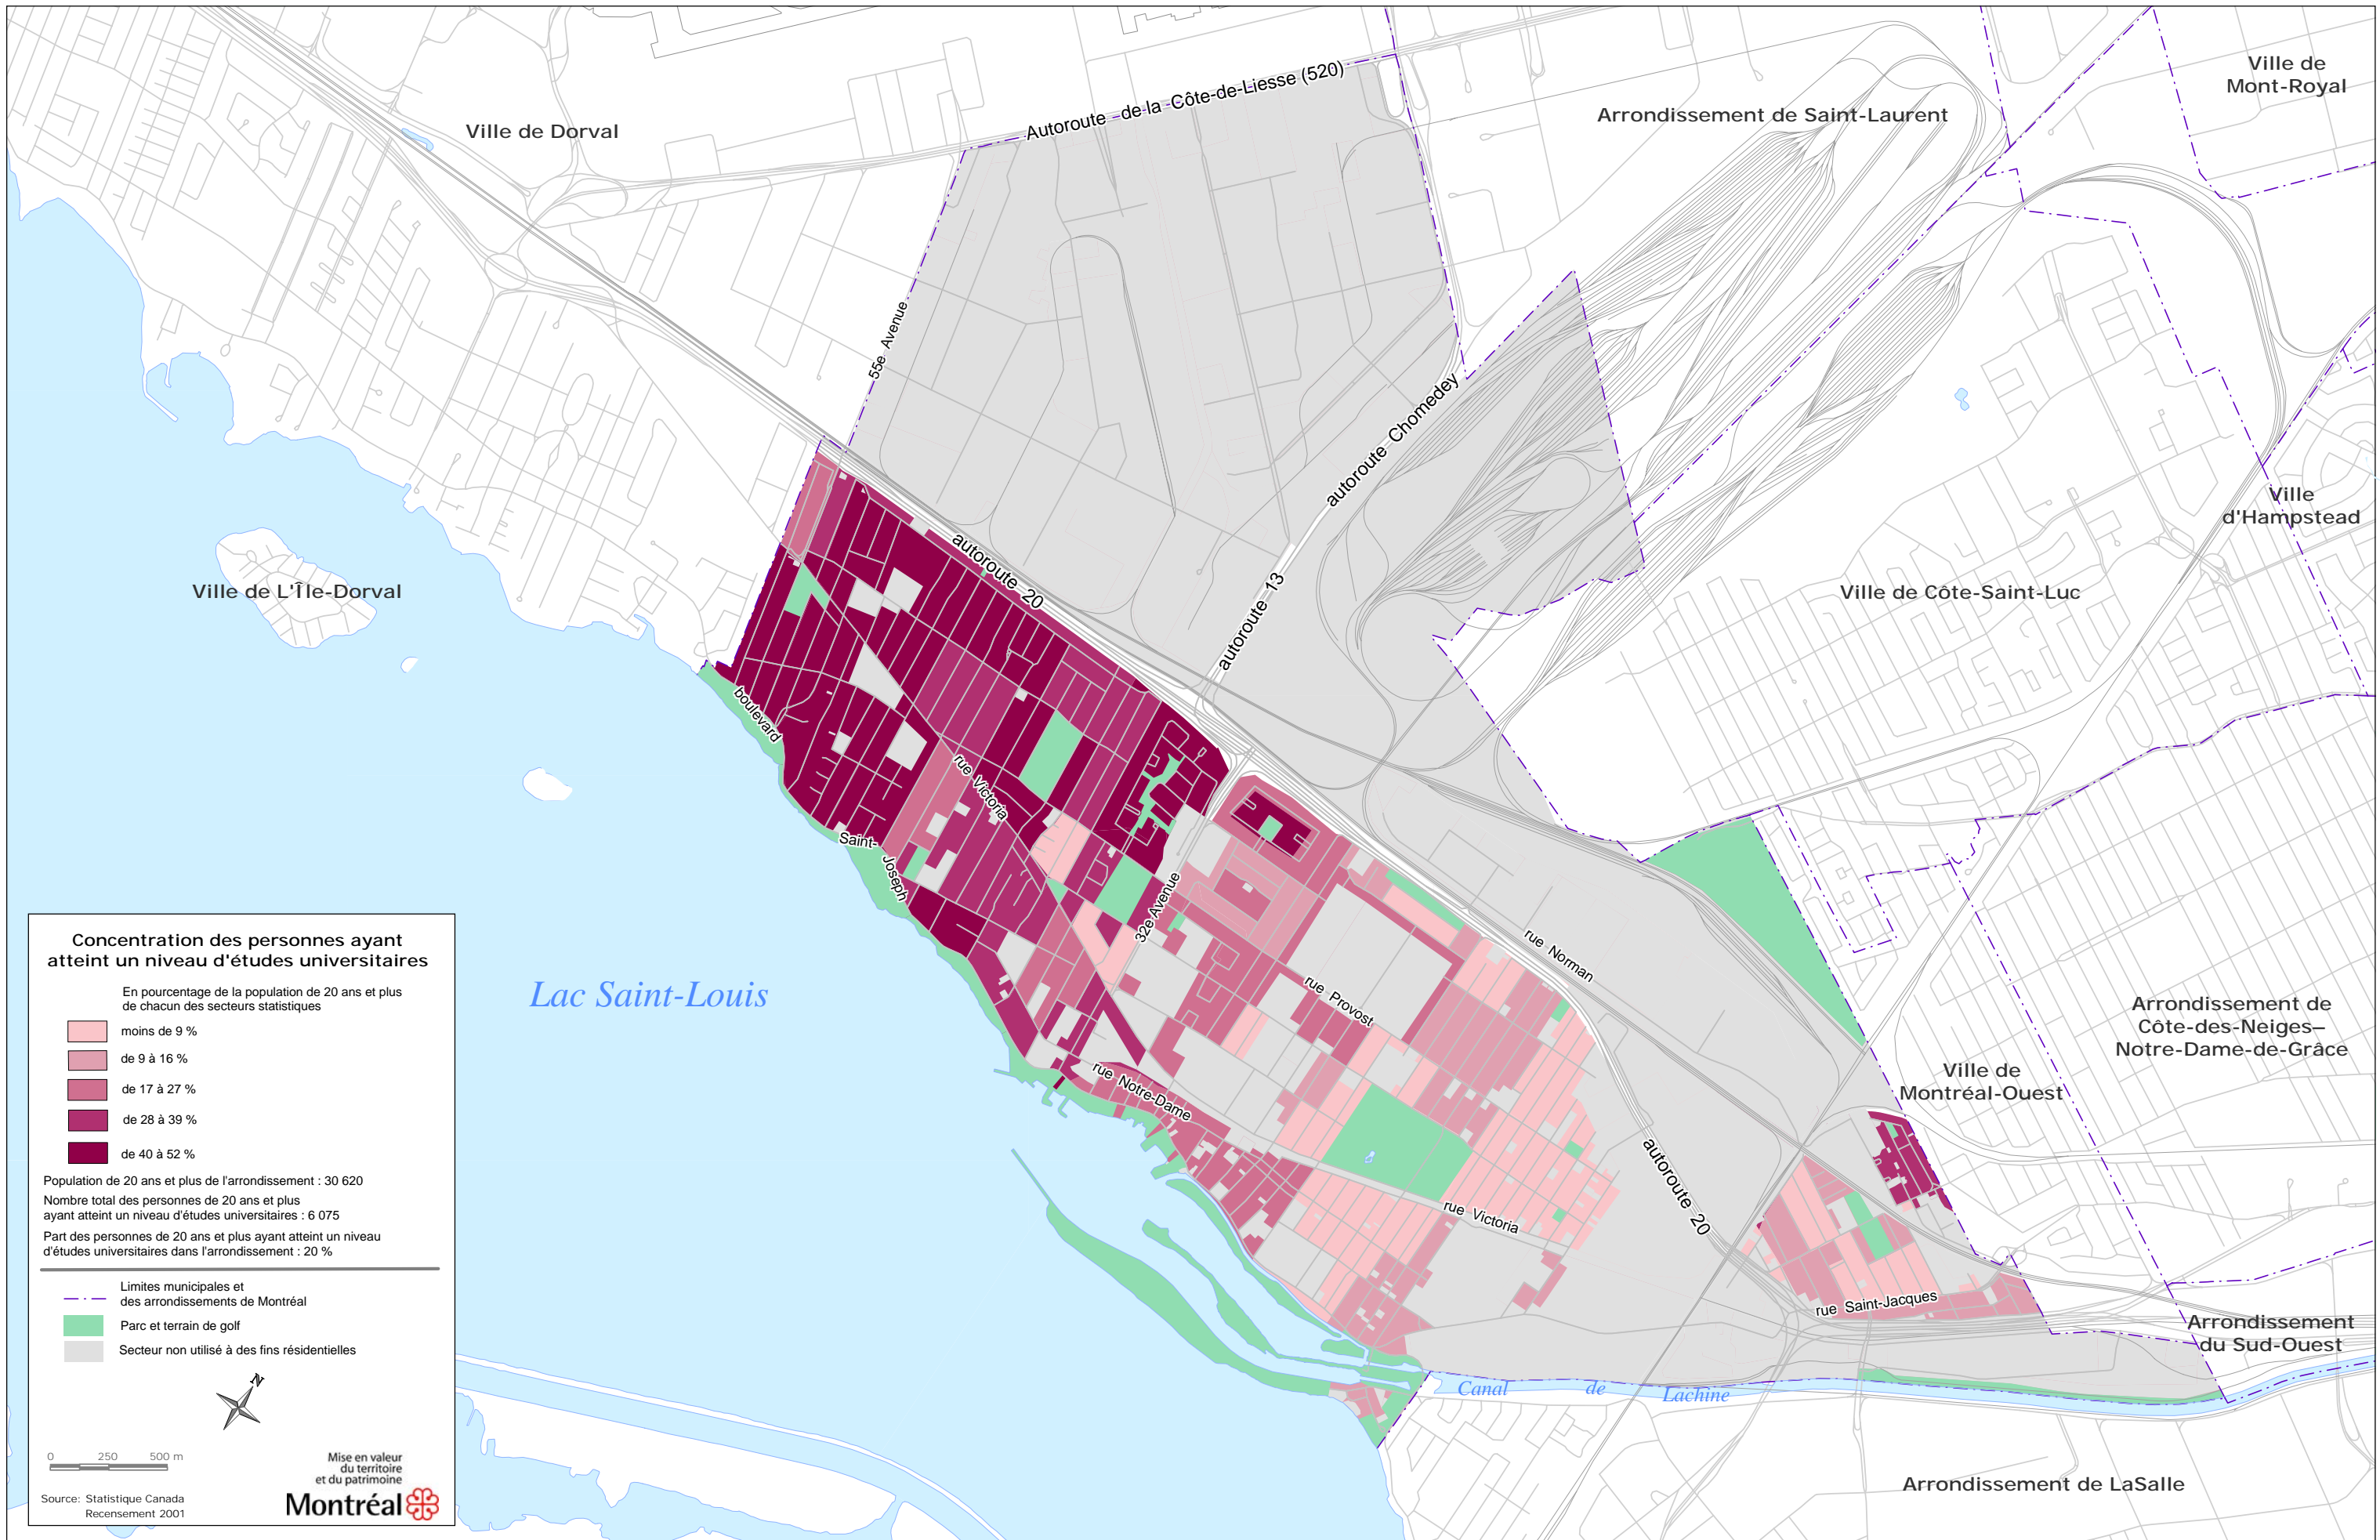 Ville de Dorval
Autoroute de la Côte-de-Liesse (520)
Arrondissement de Saint-Laurent
Ville de
Mont-Royal
55e Avenue
autoroute Chomedey
autoroute 13
autoroute 20
Ville
d'Hampstead
Ville de L'Île-Dorval
Ville de Côte-Saint-Luc
boulevard
Saint-
Joseph
rue Victoria
32e Avenue
rue Norman
rue Provost
Lac Saint-Louis
Arrondissement de
Côte-des-Neiges–
Notre-Dame-de-Grâce
Ville de
Montréal-Ouest
rue Notre-Dame
rue Victoria
autoroute 20
rue Saint-Jacques
Arrondissement
du Sud-Ouest
Canal de Lachine
Arrondissement de LaSalle
Concentration des personnes ayant
atteint un niveau d'études universitaires
En pourcentage de la population de 20 ans et plus
de chacun des secteurs statistiques
moins de 9 %
de 9 à 16 %
de 17 à 27 %
de 28 à 39 %
de 40 à 52 %
Population de 20 ans et plus de l'arrondissement : 30 620
Nombre total des personnes de 20 ans et plus
ayant atteint un niveau d'études universitaires : 6 075
Part des personnes de 20 ans et plus ayant atteint un niveau
d'études universitaires dans l'arrondissement : 20 %
Limites municipales et
des arrondissements de Montréal
Parc et terrain de golf
Secteur non utilisé à des fins résidentielles
N
0 250 500 m
Mise en valeur
du territoire
et du patrimoine
Montréal
Source: Statistique Canada
Recensement 2001